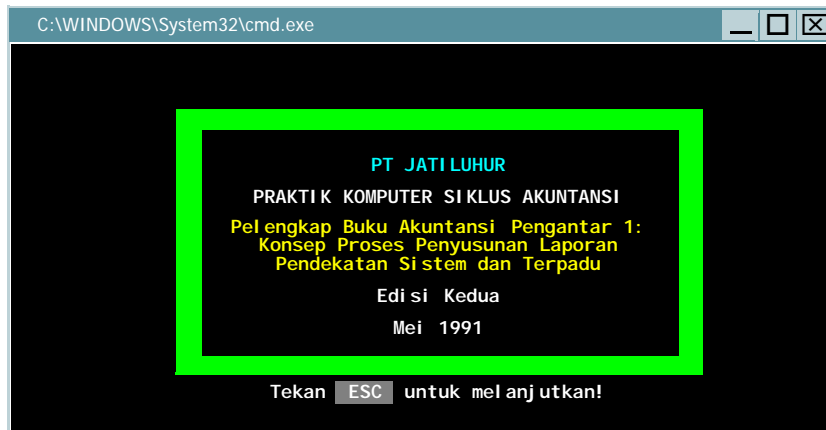 C:\WINDOWS\System32\cmd.exe
PT JATILUHUR
PRAKTIK KOMPUTER SIKLUS AKUNTANSI
Pelengkap Buku Akuntansi Pengantar 1:
Konsep Proses Penyusunan Laporan
Pendekatan Sistem dan Terpadu
Edisi Kedua
Mei 1991
Tekan ESC untuk melanjutkan!